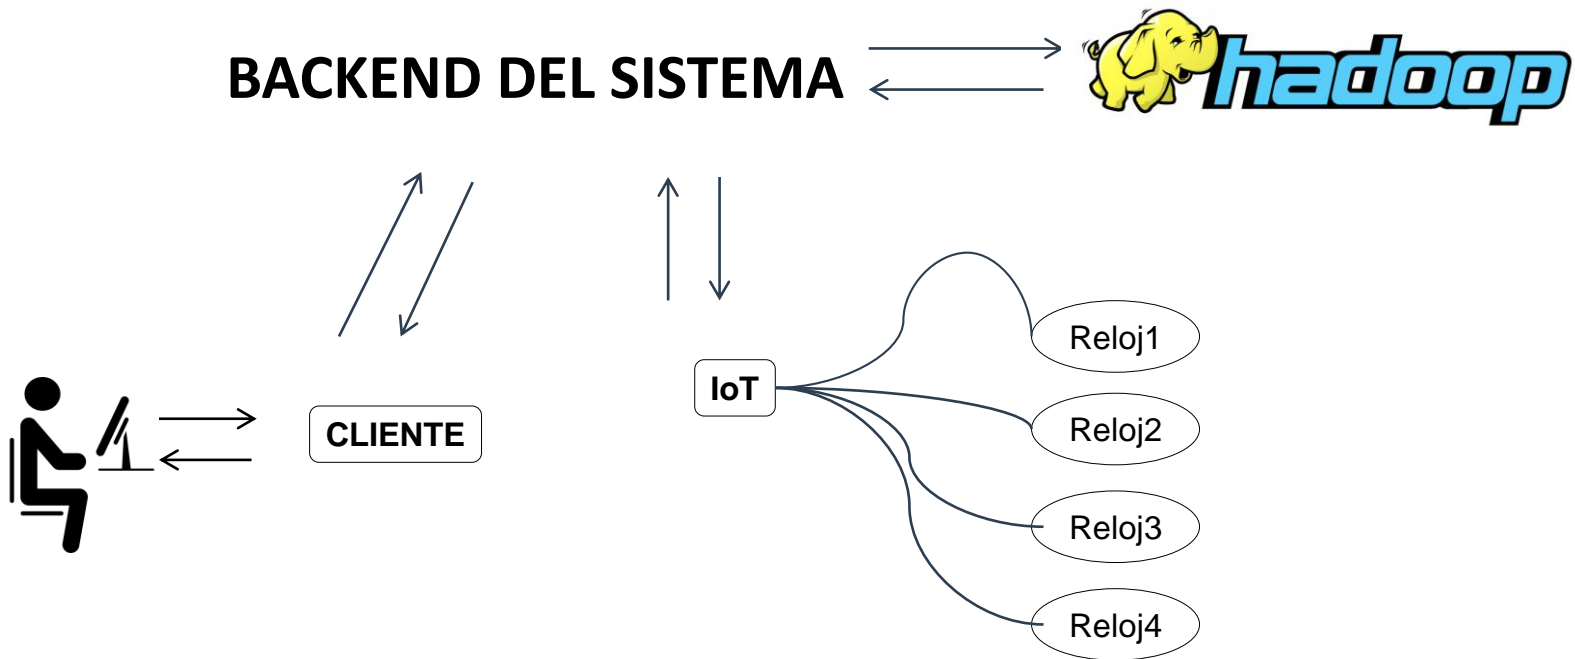 BACKEND DEL SISTEMA
hadoop
CLIENTE
IoT
Reloj1
Reloj2
Reloj3
Reloj4